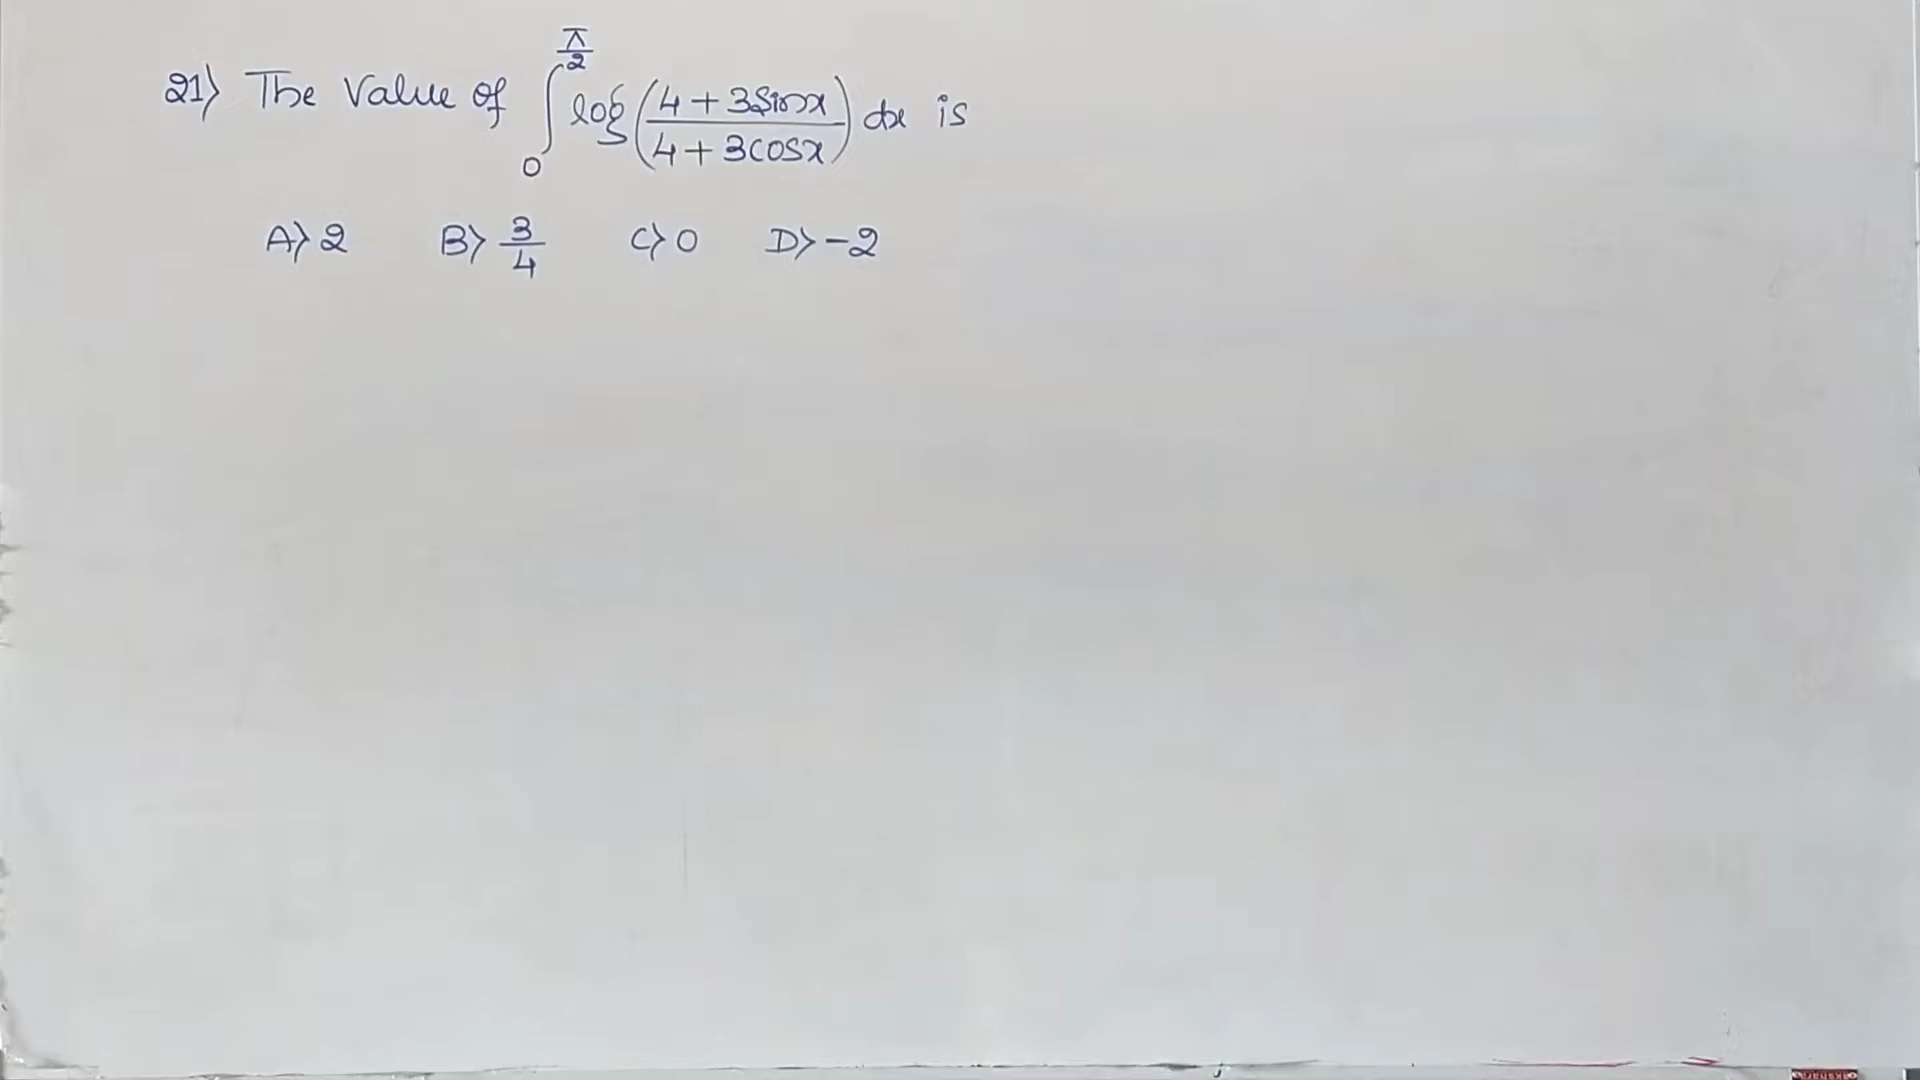 21) The Value of ∫₀^{π/2} log((4+3sinx)/(4+3cosx)) dx is
A) 2 B) 3/4 C) 0 D) -2